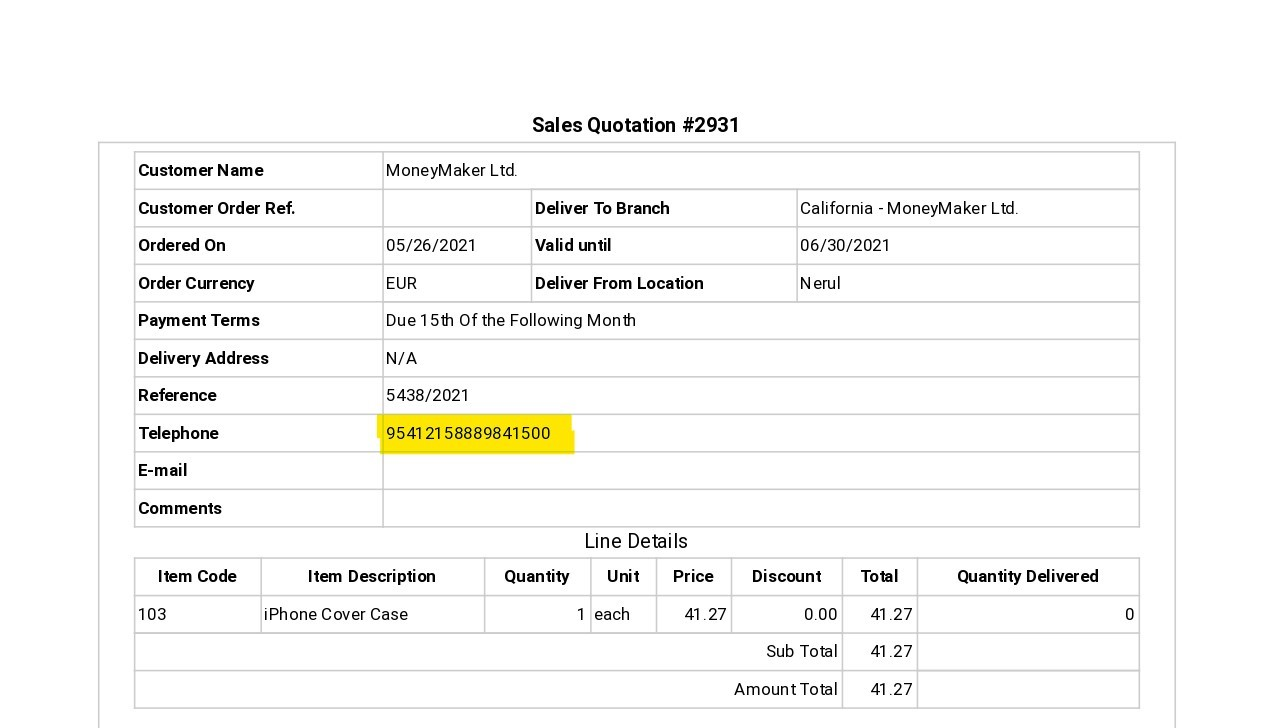 Sales Quotation #2931
Customer Name MoneyMaker Ltd.
Customer Order Ref. Deliver To Branch California - MoneyMaker Ltd.
Ordered On 05/26/2021 Valid until 06/30/2021
Order Currency EUR Deliver From Location Nerul
Payment Terms Due 15th Of the Following Month
Delivery Address N/A
Reference 5438/2021
Telephone 95412158889841500
E-mail
Comments
Line Details
Item Code Item Description Quantity Unit Price Discount Total Quantity Delivered
103 iPhone Cover Case 1 each 41.27 0.00 41.27 0
Sub Total 41.27
Amount Total 41.27